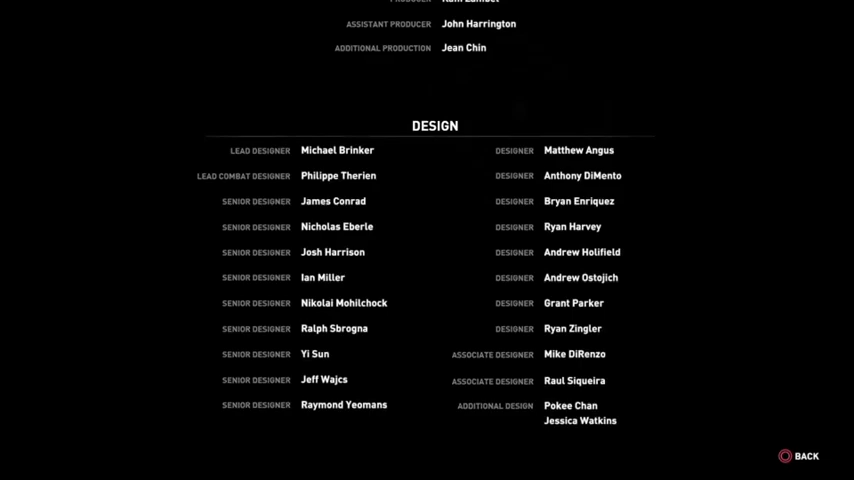 ASSISTANT PRODUCER John Harrington
ADDITIONAL PRODUCTION Jean Chin
DESIGN
LEAD DESIGNER Michael Brinker
LEAD COMBAT DESIGNER Philippe Therien
SENIOR DESIGNER James Conrad
SENIOR DESIGNER Nicholas Eberle
SENIOR DESIGNER Josh Harrison
SENIOR DESIGNER Ian Miller
SENIOR DESIGNER Nikolai Mohilchock
SENIOR DESIGNER Ralph Sbrogna
SENIOR DESIGNER Yi Sun
SENIOR DESIGNER Jeff Wajcs
SENIOR DESIGNER Raymond Yeomans
DESIGNER Matthew Angus
DESIGNER Anthony DiMento
DESIGNER Bryan Enriquez
DESIGNER Ryan Harvey
DESIGNER Andrew Holifield
DESIGNER Andrew Ostojich
DESIGNER Grant Parker
DESIGNER Ryan Zingler
ASSOCIATE DESIGNER Mike DiRenzo
ASSOCIATE DESIGNER Raul Siqueira
ADDITIONAL DESIGN Pokee Chan
Jessica Watkins
BACK